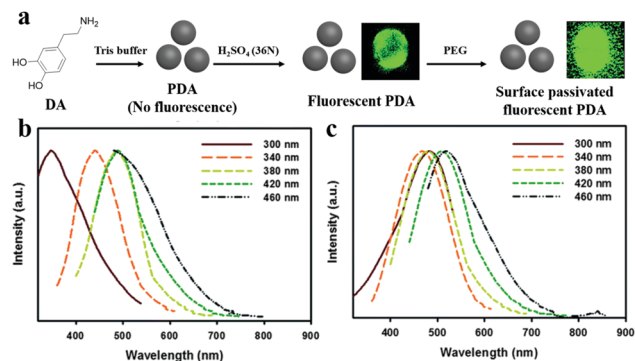 a
NH₂
HO
HO
DA
Tris buffer
PDA
(No fluorescence)
H₂SO₄ (36N)
Fluorescent PDA
PEG
Surface passivated
fluorescent PDA
b
Intensity (a.u.)
300 nm
340 nm
380 nm
420 nm
460 nm
400 500 600 700 800 900
Wavelength (nm)
c
Intensity (a.u.)
300 nm
340 nm
380 nm
420 nm
460 nm
400 500 600 700 800 900
Wavelength (nm)